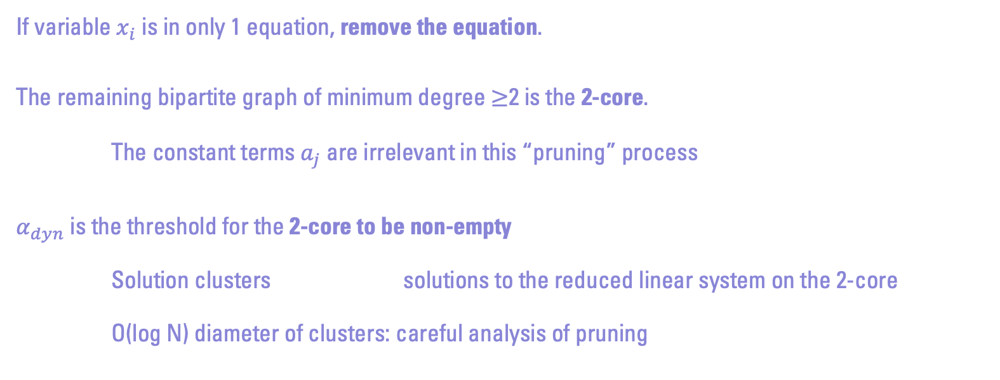 If variable 𝑥ᵢ is in only 1 equation, remove the equation.
The remaining bipartite graph of minimum degree ≥2 is the 2-core.
The constant terms 𝑎ⱼ are irrelevant in this “pruning” process
𝛼_{𝑑𝑦𝑛} is the threshold for the 2-core to be non-empty
Solution clusters solutions to the reduced linear system on the 2-core
O(log N) diameter of clusters: careful analysis of pruning